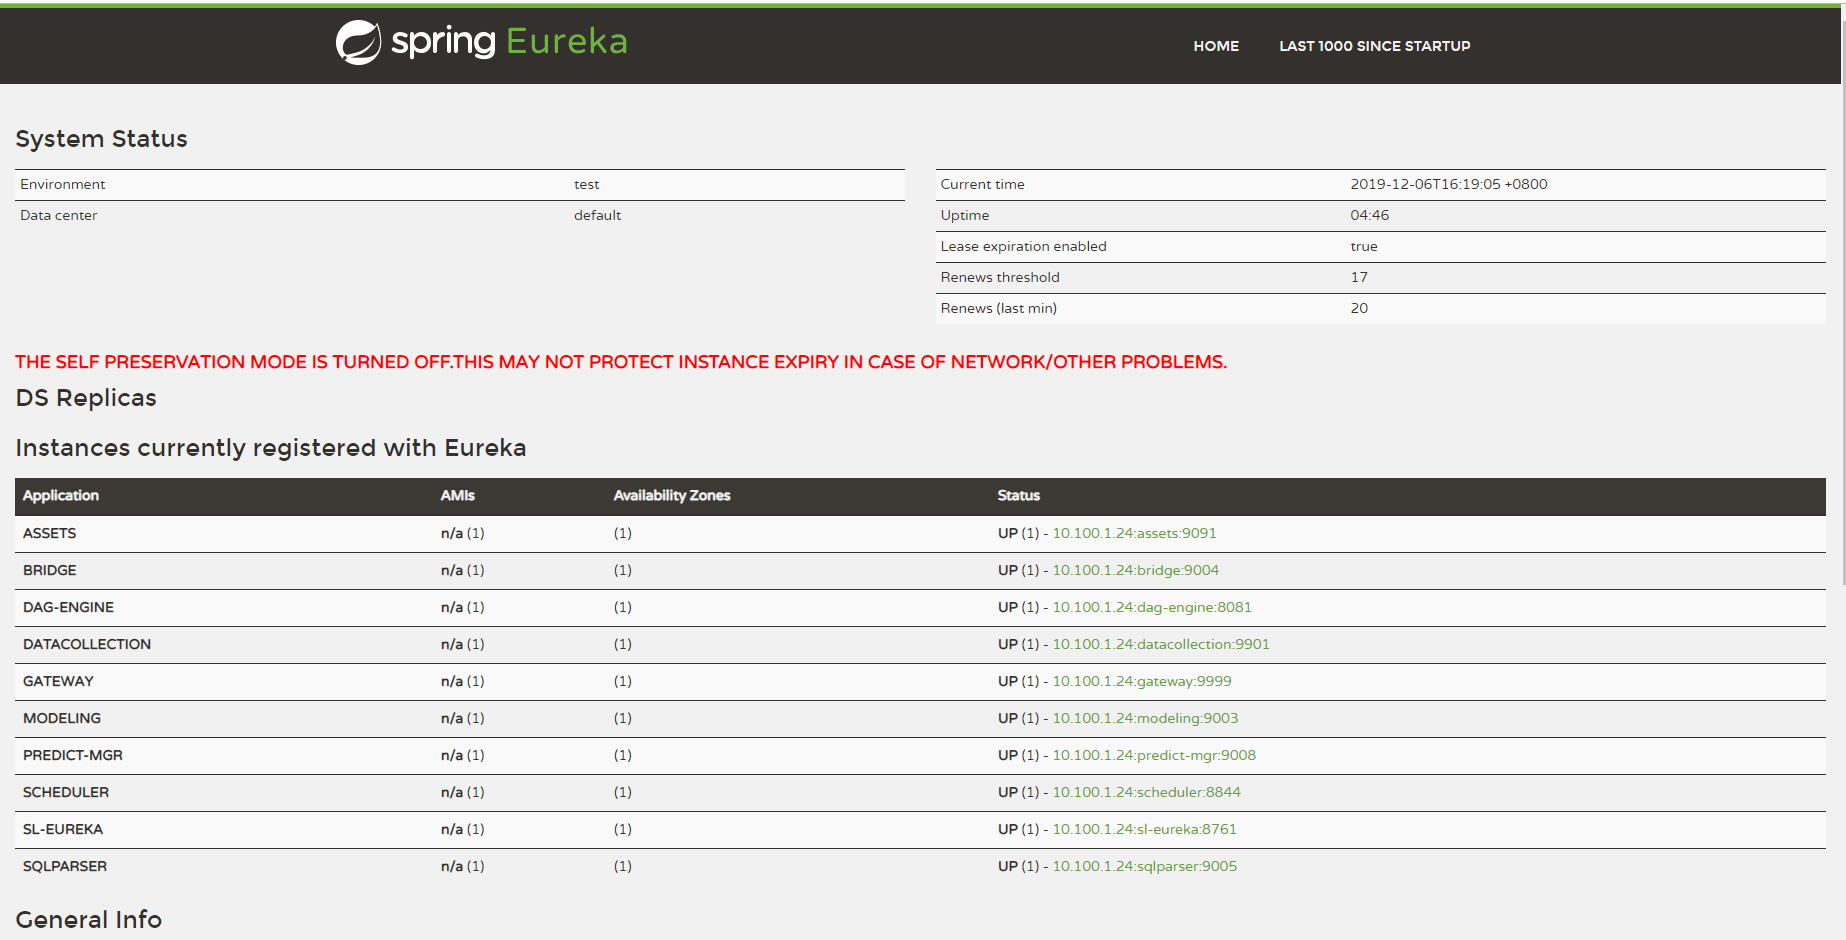 spring Eureka
HOME LAST 1000 SINCE STARTUP
System Status
Environment test
Data center default
Current time 2019-12-06T16:19:05 +0800
Uptime 04:46
Lease expiration enabled true
Renews threshold 17
Renews (last min) 20
THE SELF PRESERVATION MODE IS TURNED OFF.THIS MAY NOT PROTECT INSTANCE EXPIRY IN CASE OF NETWORK/OTHER PROBLEMS.
DS Replicas
Instances currently registered with Eureka
Application AMIs Availability Zones Status
ASSETS n/a (1) (1) UP (1) - 10.100.1.24:assets:9091
BRIDGE n/a (1) (1) UP (1) - 10.100.1.24:bridge:9004
DAG-ENGINE n/a (1) (1) UP (1) - 10.100.1.24:dag-engine:8081
DATACOLLECTION n/a (1) (1) UP (1) - 10.100.1.24:datacollection:9901
GATEWAY n/a (1) (1) UP (1) - 10.100.1.24:gateway:9999
MODELING n/a (1) (1) UP (1) - 10.100.1.24:modeling:9003
PREDICT-MGR n/a (1) (1) UP (1) - 10.100.1.24:predict-mgr:9008
SCHEDULER n/a (1) (1) UP (1) - 10.100.1.24:scheduler:8844
SL-EUREKA n/a (1) (1) UP (1) - 10.100.1.24:sl-eureka:8761
SQLPARSER n/a (1) (1) UP (1) - 10.100.1.24:sqlparser:9005
General Info